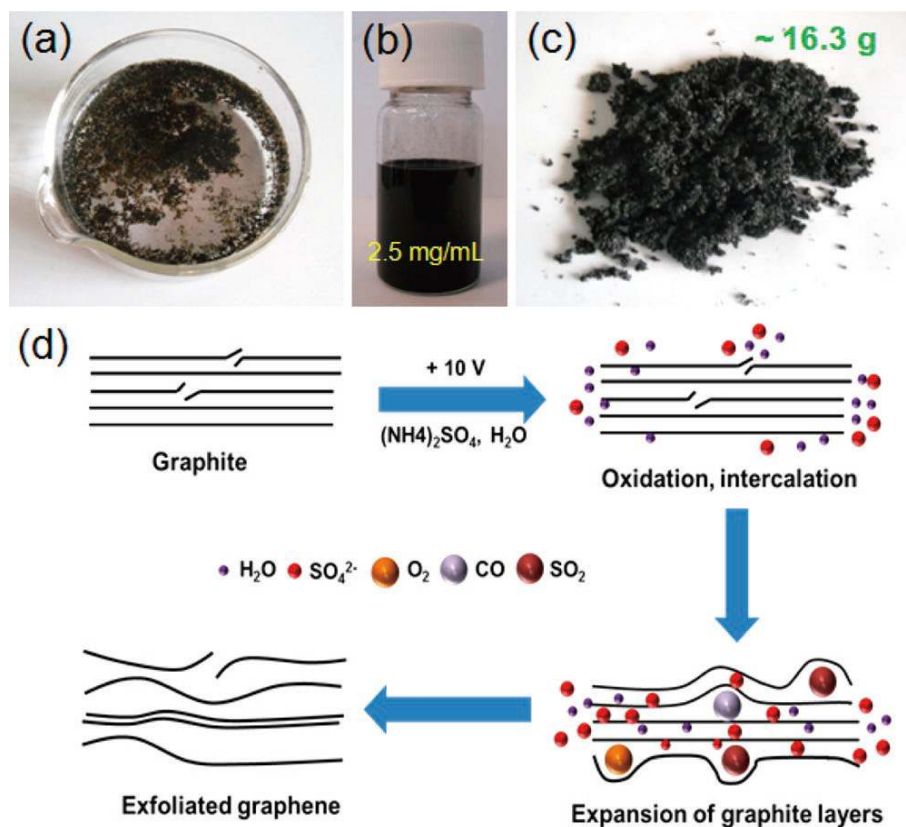 (a)
(b)
(c)
~ 16.3 g
2.5 mg/mL
(d)
+ 10 V
(NH4)₂SO₄, H₂O
Graphite
Oxidation, intercalation
H₂O SO₄²⁻ O₂ CO SO₂
Exfoliated graphene
Expansion of graphite layers